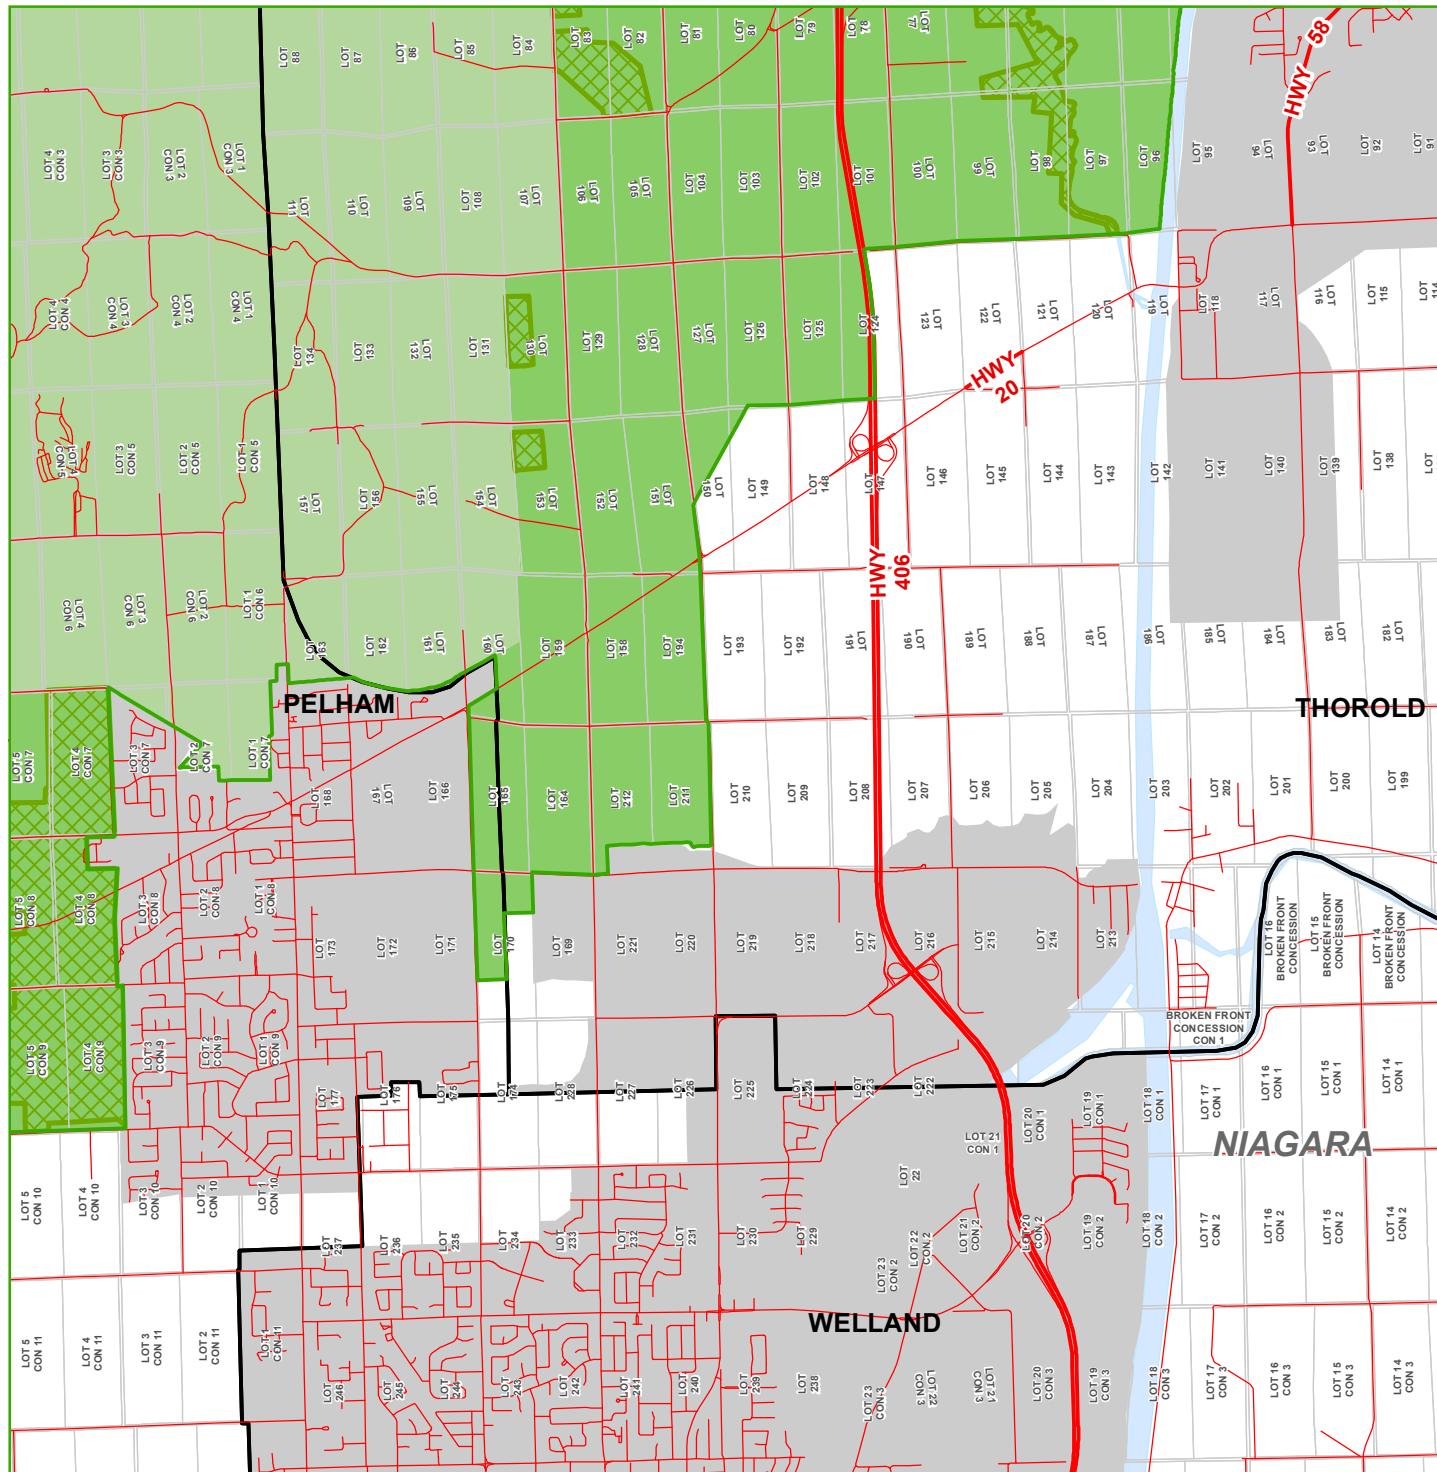 LOT 88
LOT 87
LOT 86
LOT 85
LOT 84
LOT 83
LOT 82
LOT 81
LOT 80
LOT 79
LOT 78
LOT 77
HWY 58
LOT 4
CON 3
LOT 3
CON 3
LOT 2
CON 3
LOT 1
CON 3
LOT 111
LOT 110
LOT 109
LOT 108
LOT 107
LOT 106
LOT 105
LOT 104
LOT 103
LOT 102
LOT 101
LOT 100
LOT 99
LOT 98
LOT 97
LOT 96
LOT 95
LOT 94
LOT 93
LOT 92
LOT 91
LOT 4
CON 4
LOT 3
CON 4
LOT 2
CON 4
LOT 1
CON 4
LOT 134
LOT 133
LOT 132
LOT 131
LOT 130
LOT 129
LOT 128
LOT 127
LOT 126
LOT 125
LOT 124
LOT 123
LOT 122
LOT 121
LOT 120
LOT 119
LOT 118
LOT 117
LOT 116
LOT 115
LOT 114
HWY 20
LOT 4
CON 5
LOT 3
CON 5
LOT 2
CON 5
LOT 1
CON 5
LOT 157
LOT 156
LOT 155
LOT 154
LOT 153
LOT 152
LOT 151
LOT 150
LOT 149
LOT 148
LOT 147
LOT 146
LOT 145
LOT 144
LOT 143
LOT 142
LOT 141
LOT 140
LOT 139
LOT 138
LOT
HWY 406
LOT 4
CON 6
LOT 3
CON 6
LOT 2
CON 6
LOT 1
CON 6
LOT 163
LOT 162
LOT 161
LOT 160
LOT 159
LOT 158
LOT 194
LOT 193
LOT 192
LOT 191
LOT 190
LOT 189
LOT 188
LOT 187
LOT 186
LOT 185
LOT 184
LOT 183
LOT 182
PELHAM
THOROLD
LOT 5
CON 7
LOT 4
CON 7
LOT 3
CON 7
LOT 2
CON 7
LOT 1
CON 7
LOT 168
LOT 167
LOT 166
LOT 165
LOT 164
LOT 212
LOT 211
LOT 210
LOT 209
LOT 208
LOT 207
LOT 206
LOT 205
LOT 204
LOT 203
LOT 202
LOT 201
LOT 200
LOT 199
LOT 5
CON 8
LOT 4
CON 8
LOT 3
CON 8
LOT 2
CON 8
LOT 1
CON 8
LOT 173
LOT 172
LOT 171
LOT 170
LOT 169
LOT 221
LOT 220
LOT 219
LOT 218
LOT 217
LOT 216
LOT 215
LOT 214
LOT 213
LOT 16
BROKEN FRONT
CONCESSION
LOT 15
BROKEN FRONT
CONCESSION
LOT 14
BROKEN FRONT
CONCESSION
BROKEN FRONT
CONCESSION
CON 1
LOT 5
CON 9
LOT 4
CON 9
LOT 3
CON 9
LOT 2
CON 9
LOT 1
CON 9
LOT 177
LOT 176
LOT 175
LOT 174
LOT 228
LOT 227
LOT 226
LOT 225
LOT 224
LOT 223
LOT 222
LOT 21
CON 1
LOT 20
CON 1
LOT 19
CON 1
LOT 18
CON 1
LOT 17
CON 1
LOT 16
CON 1
LOT 15
CON 1
LOT 14
CON 1
NIAGARA
LOT 22
LOT 5
CON 10
LOT 4
CON 10
LOT 3
CON 10
LOT 2
CON 10
LOT 1
CON 10
LOT 237
LOT 236
LOT 235
LOT 234
LOT 233
LOT 232
LOT 231
LOT 230
LOT 229
LOT 23
CON 2
LOT 22
CON 2
LOT 21
CON 2
LOT 20
CON 2
LOT 19
CON 2
LOT 18
CON 2
LOT 17
CON 2
LOT 16
CON 2
LOT 15
CON 2
LOT 14
CON 2
WELLAND
LOT 5
CON 11
LOT 4
CON 11
LOT 3
CON 11
LOT 2
CON 11
LOT 1
CON 11
LOT 246
LOT 245
LOT 244
LOT 243
LOT 242
LOT 241
LOT 240
LOT 239
LOT 238
LOT 23
CON 3
LOT 22
CON 3
LOT 21
CON 3
LOT 20
CON 3
LOT 19
CON 3
LOT 18
CON 3
LOT 17
CON 3
LOT 16
CON 3
LOT 15
CON 3
LOT 14
CON 3